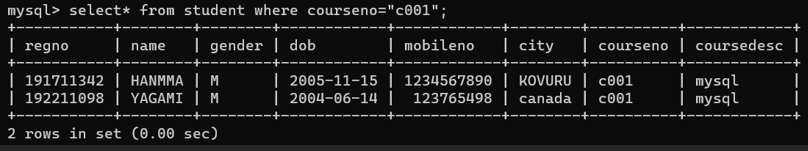 mysql> select* from student where courseno="c001";
+-----------+--------+--------+------------+------------+--------+----------+------------+
| regno     | name   | gender | dob        | mobileno   | city   | courseno | coursedesc |
+-----------+--------+--------+------------+------------+--------+----------+------------+
| 191711342 | HANMMA | M      | 2005-11-15 | 1234567890 | KOVURU | c001     | mysql      |
| 192211098 | YAGAMI | M      | 2004-06-14 |  123765498 | canada | c001     | mysql      |
+-----------+--------+--------+------------+------------+--------+----------+------------+
2 rows in set (0.00 sec)